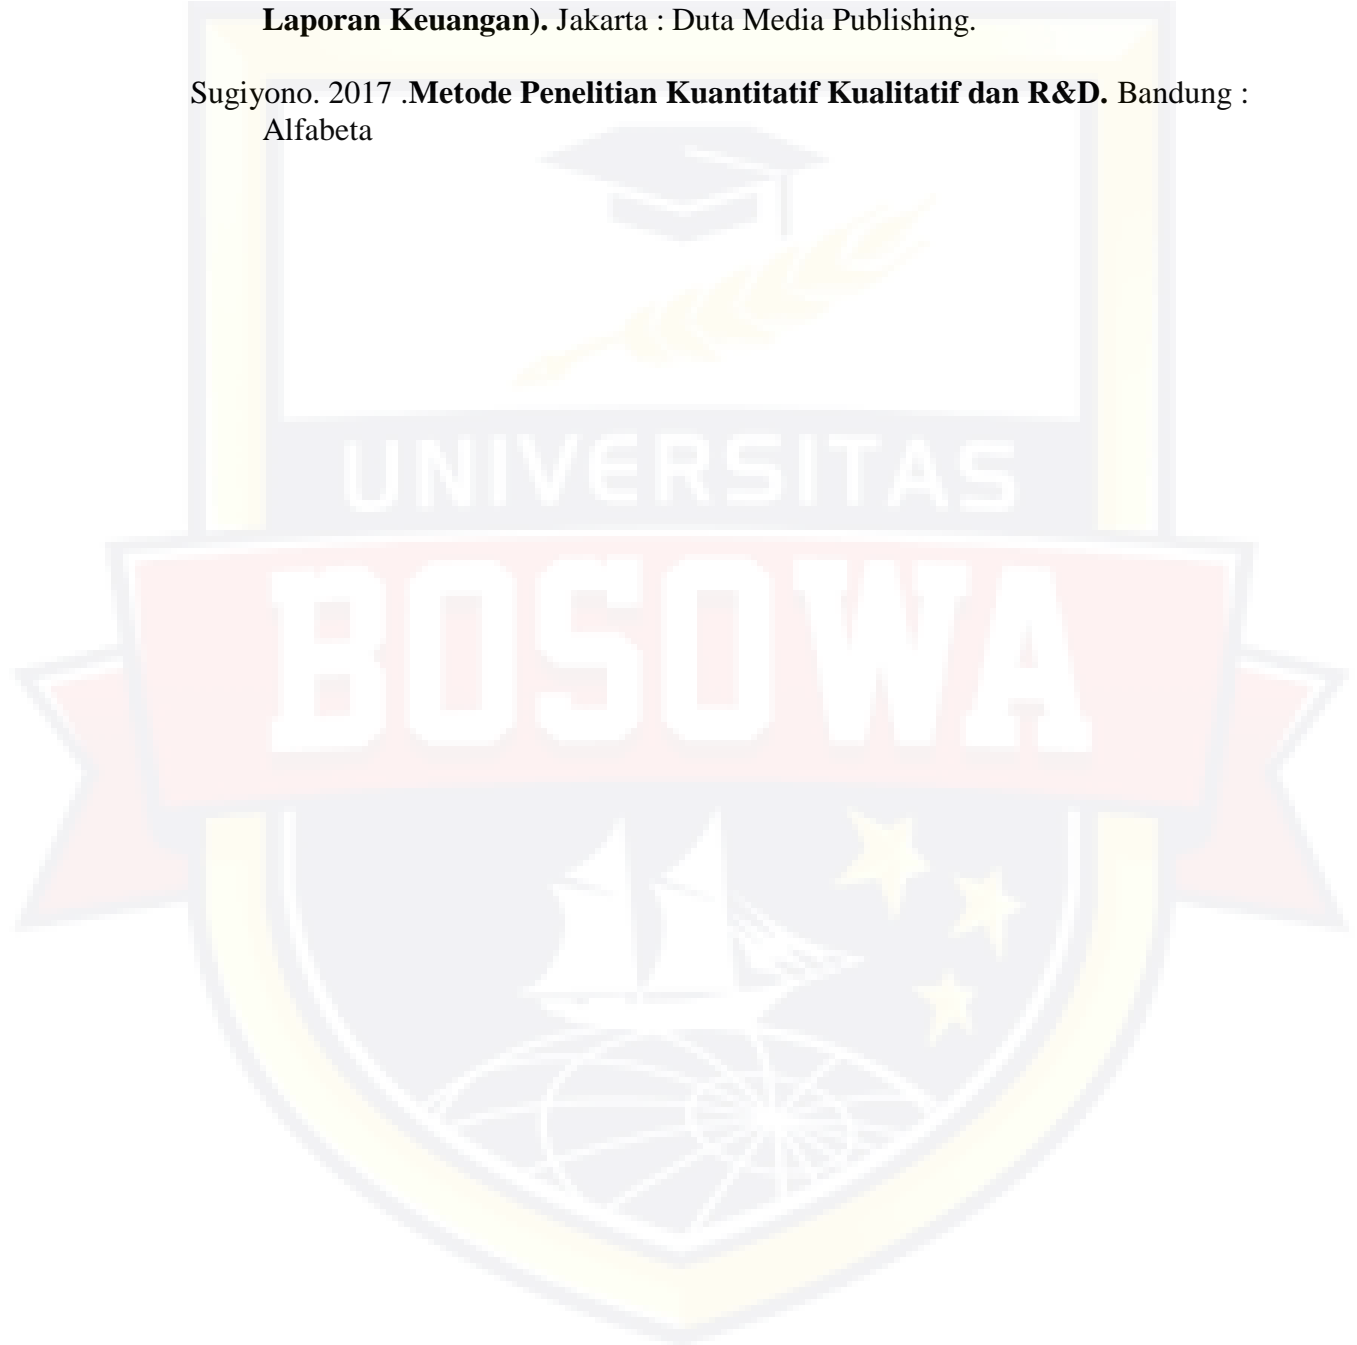 Laporan Keuangan). Jakarta : Duta Media Publishing.
Sugiyono. 2017 .Metode Penelitian Kuantitatif Kualitatif dan R&D. Bandung :
Alfabeta
UNIVERSITAS
BOSOWA